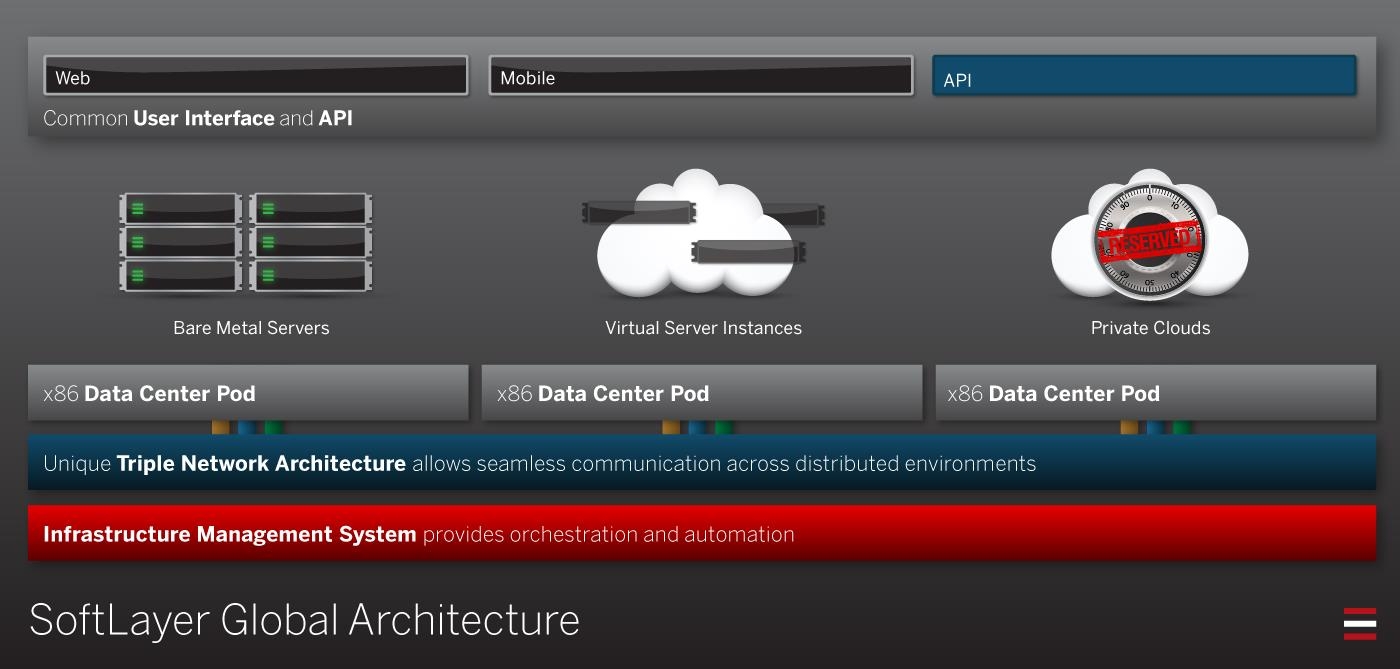 Web
Mobile
API
Common User Interface and API
RESERVED
Bare Metal Servers
Virtual Server Instances
Private Clouds
x86 Data Center Pod
x86 Data Center Pod
x86 Data Center Pod
Unique Triple Network Architecture allows seamless communication across distributed environments
Infrastructure Management System provides orchestration and automation
SoftLayer Global Architecture